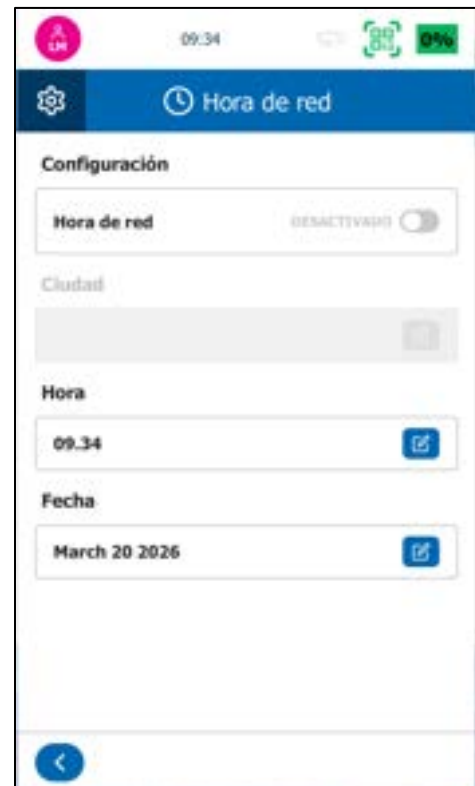 LM
09:34
0%
Hora de red
Configuración
Hora de red
DESACTIVADO
Ciudad
Hora
09.34
Fecha
March 20 2026